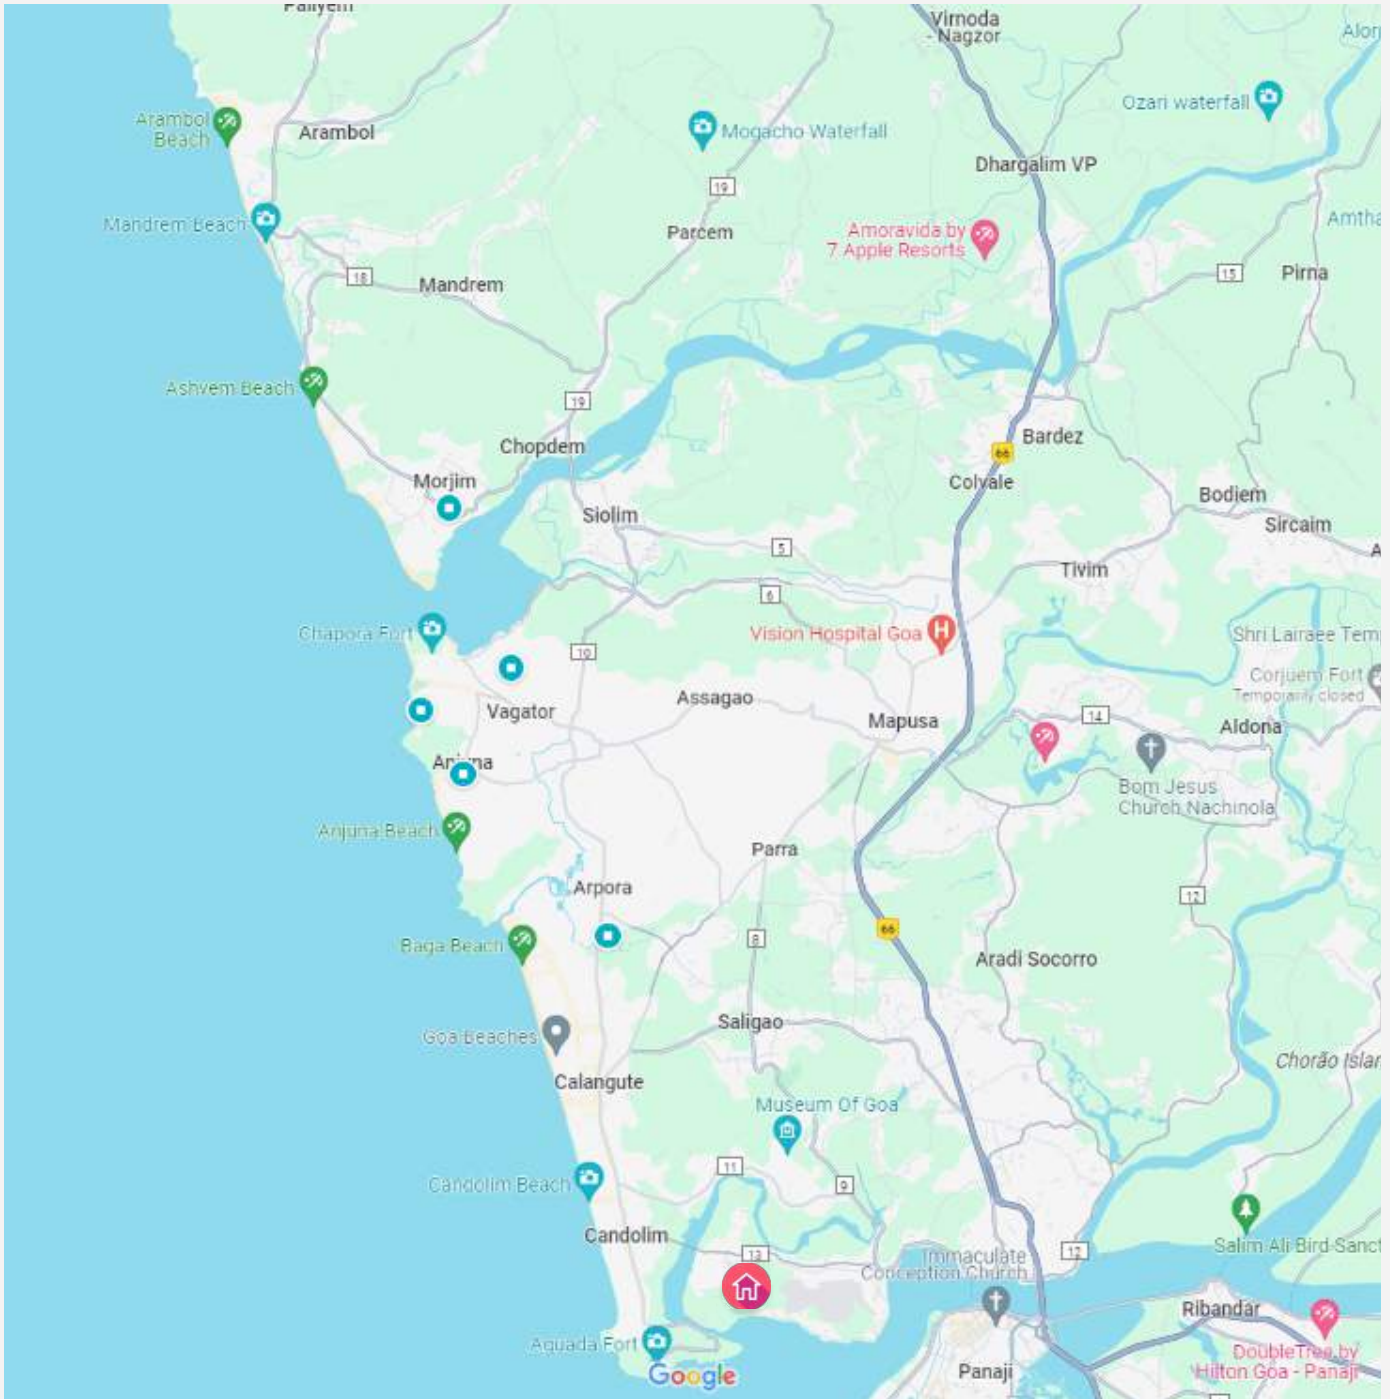 Paliyem
Virnoda
- Nagzor
Ozari waterfall
Arambol
Beach
Arambol
Mogacho Waterfall
Dhargalim VP
19
Mandrem Beach
Parcem
Amoravida by
7 Apple Resorts
18
Mandrem
15
Pirna
Ashvem Beach
19
Chopdem
Bardez
66
Morjim
Colvale
Bodiem
Siolim
Sircaim
5
Tivim
6
Chapora Fort
Vision Hospital Goa
H
Shri Lairaee Tem
10
Corjuem Fort
Temporarily closed
Assagao
Vagator
Mapusa
14
Aldona
Anjuna
Bom Jesus
Church Nachinola
Anjuna Beach
Parra
Arpora
12
66
Baga Beach
8
Aradi Socorro
Saligao
Goa Beaches
Calangute
Chorão Islan
Museum Of Goa
11
Candolim Beach
9
Candolim
13
12
Immaculate
Conception Church
Salim Ali Bird Sanct
Ribandar
Aguada Fort
Google
Panaji
DoubleTree by
Hilton Goa - Panaji